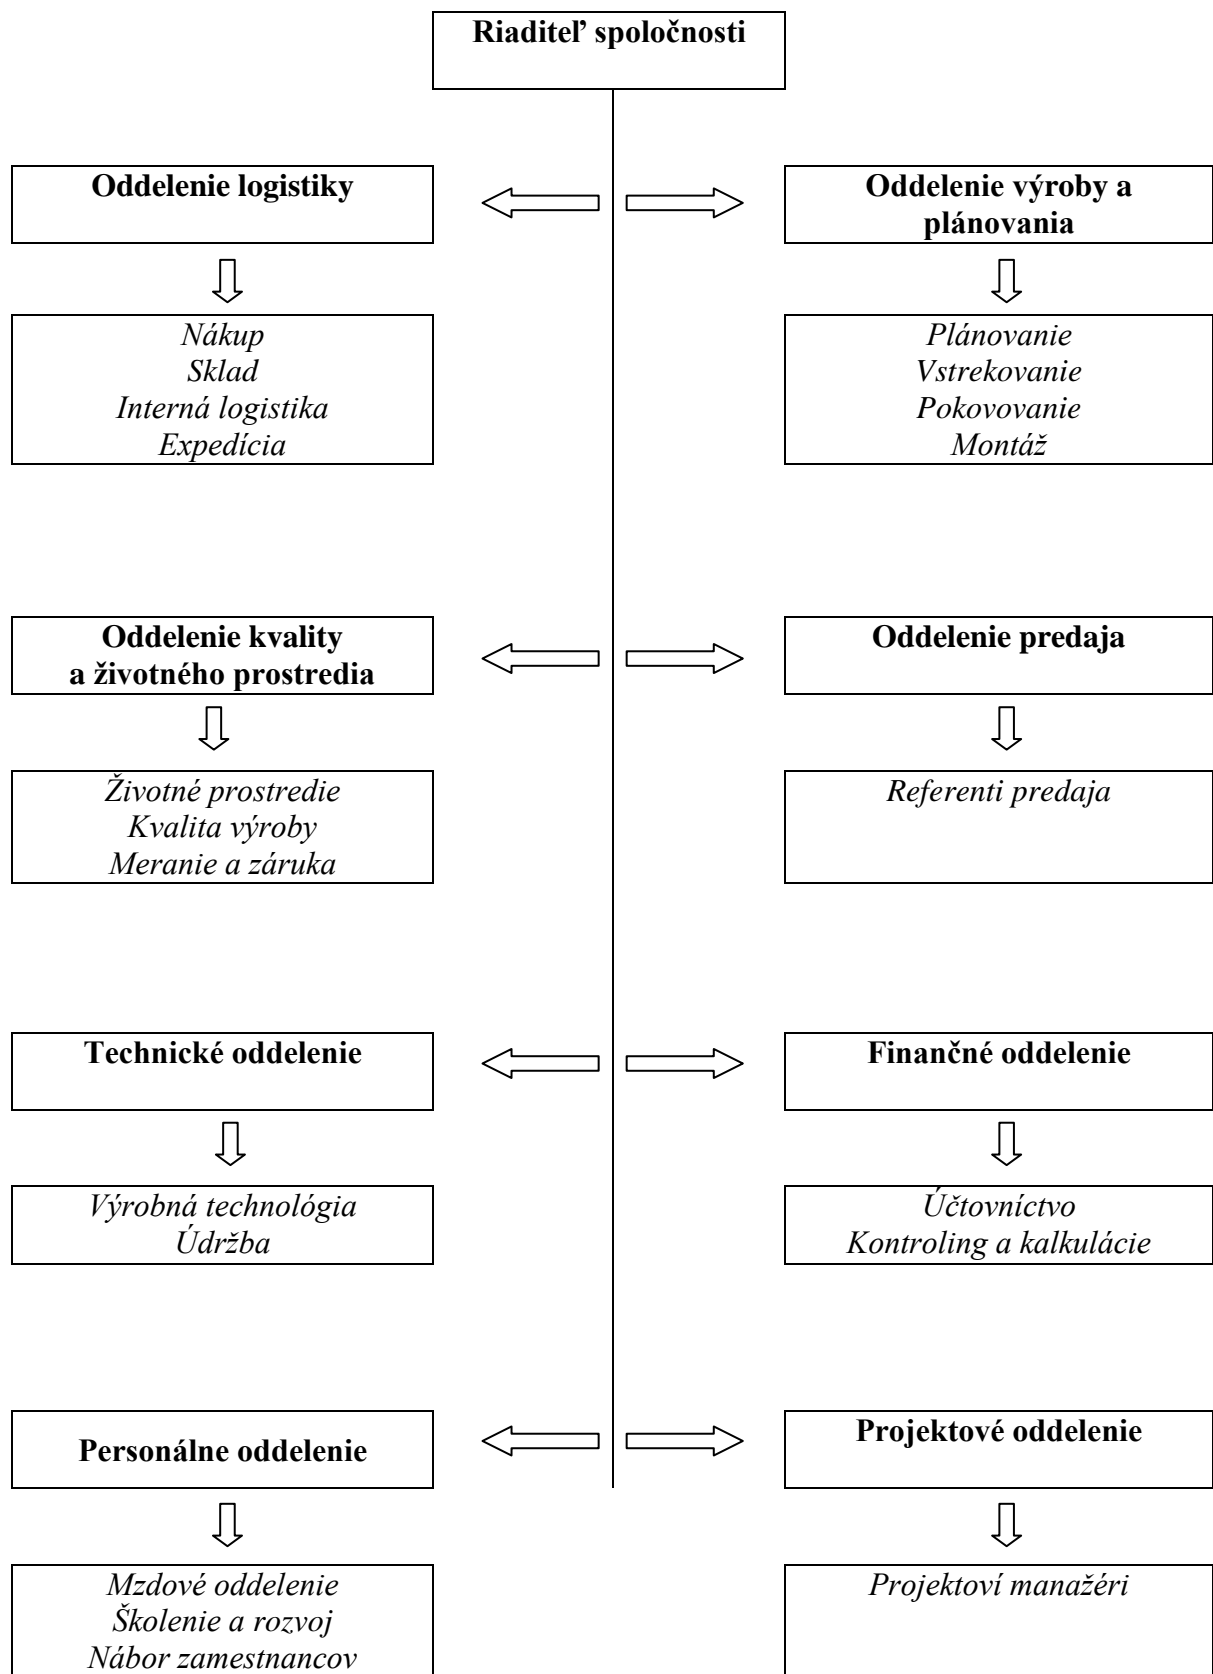 Riaditeľ spoločnosti
Oddelenie logistiky
Oddelenie výroby a
plánovania
Nákup
Sklad
Interná logistika
Expedícia
Plánovanie
Vstrekovanie
Pokovovanie
Montáž
Oddelenie kvality
a životného prostredia
Oddelenie predaja
Životné prostredie
Kvalita výroby
Meranie a záruka
Referenti predaja
Technické oddelenie
Finančné oddelenie
Výrobná technológia
Údržba
Účtovníctvo
Kontroling a kalkulácie
Personálne oddelenie
Projektové oddelenie
Mzdové oddelenie
Školenie a rozvoj
Nábor zamestnancov
Projektoví manažéri